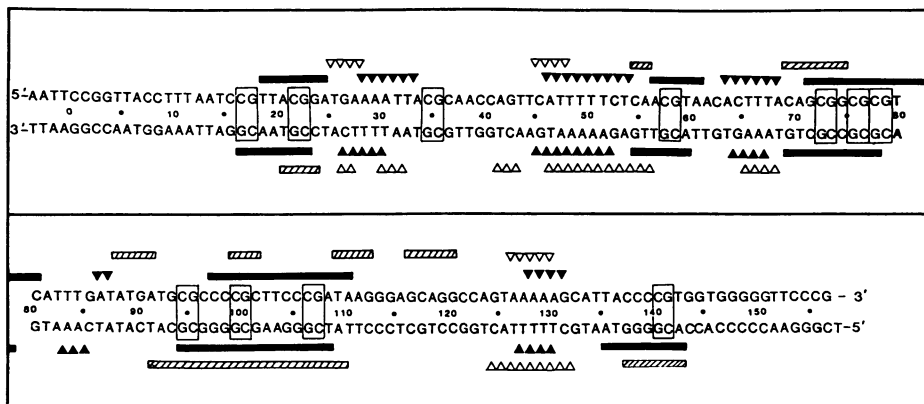 5'-AATTCCGGTTACCTTTAATCCGTTACGGATGAAAATTACGCAACCAGTTCATTTTTCTCAACGTAACACTTTACAGCGGCGCGT
0 10 20 30 40 50 60 70 80
3'-TTAAGGCCAATGGAAATTAGGCAATGCCTACTTTTAATGCGTTGGTCAAGTAAAAAGAGTTGCATTGTGAAATGTCGCCGCGCA
CATTTGATATGATGCGCCCCGCTTCCCGATAAGGGAGCAGGCCAGTAAAAAGCATTACCCCGTGGTGGGGGTTCCCG - 3'
80 90 100 110 120 130 140 150
GTAAACTATACTACGCGGGGCGAAGGGCTATTCCCTCGTCCGGTCATTTTTCGTAATGGGGCACCACCCCCAAGGGCT-5'